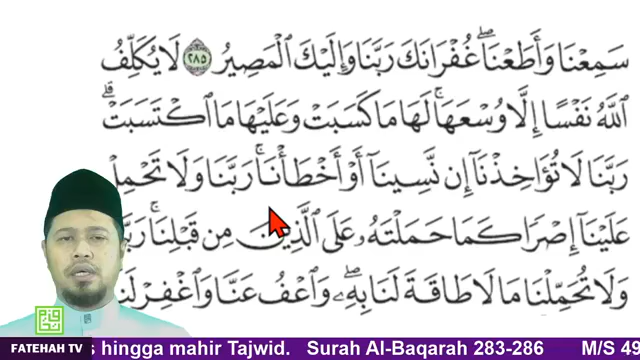 سَمِعْنَا وَأَطَعْنَاۖ غُفْرَانَكَ رَبَّنَا وَإِلَيْكَ الْمَصِيرُ ٢٨٥ لَا يُكَلِّفُ
اللَّهُ نَفْسًا إِلَّا وُسْعَهَاۚ لَهَا مَا كَسَبَتْ وَعَلَيْهَا مَا اكْتَسَبَتْۗ
رَبَّنَا لَا تُؤَاخِذْنَآ إِن نَّسِينَآ أَوْ أَخْطَأْنَاۚ رَبَّنَا وَلَا تَحْمِلْ
عَلَيْنَآ إِصْرًا كَمَا حَمَلْتَهُۥ عَلَى الَّذِينَ مِن قَبْلِنَاۚ
وَلَا تُحَمِّلْنَا مَا لَا طَاقَةَ لَنَا بِهِۦۖ وَاعْفُ عَنَّا وَاغْفِرْ لَنَا
FATEHAH TV hingga mahir Tajwid. Surah Al-Baqarah 283-286 M/S 49